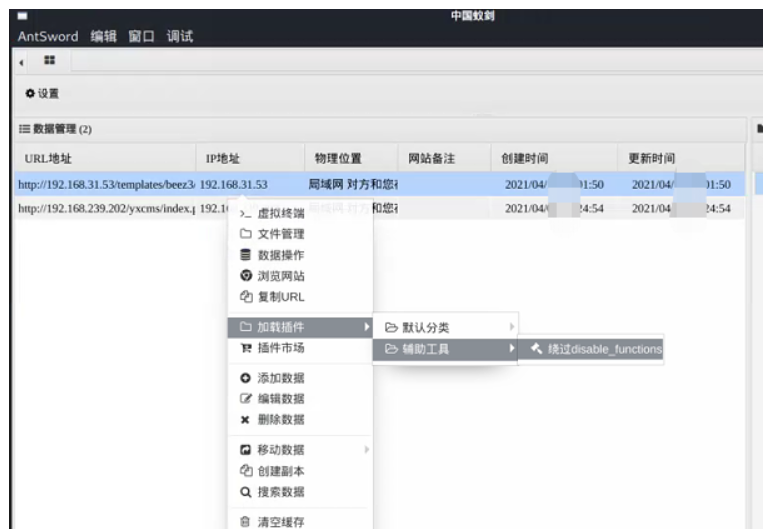 中国蚁剑
AntSword 编辑 窗口 调试
设置
数据管理 (2)
URL地址 IP地址 物理位置 网站备注 创建时间 更新时间
http://192.168.31.53/templates/beez3/ 192.168.31.53 局域网 对方和您在 2021/04/ 01:50 2021/04/ 01:50
http://192.168.239.202/yxcms/index.p 192.1 局域网 对方和您在 2021/04/ 24:54 2021/04 24:54
虚拟终端
文件管理
数据操作
浏览网站
复制URL
加载插件 默认分类
插件市场 辅助工具 绕过disable_functions
添加数据
编辑数据
删除数据
移动数据
创建副本
搜索数据
清空缓存